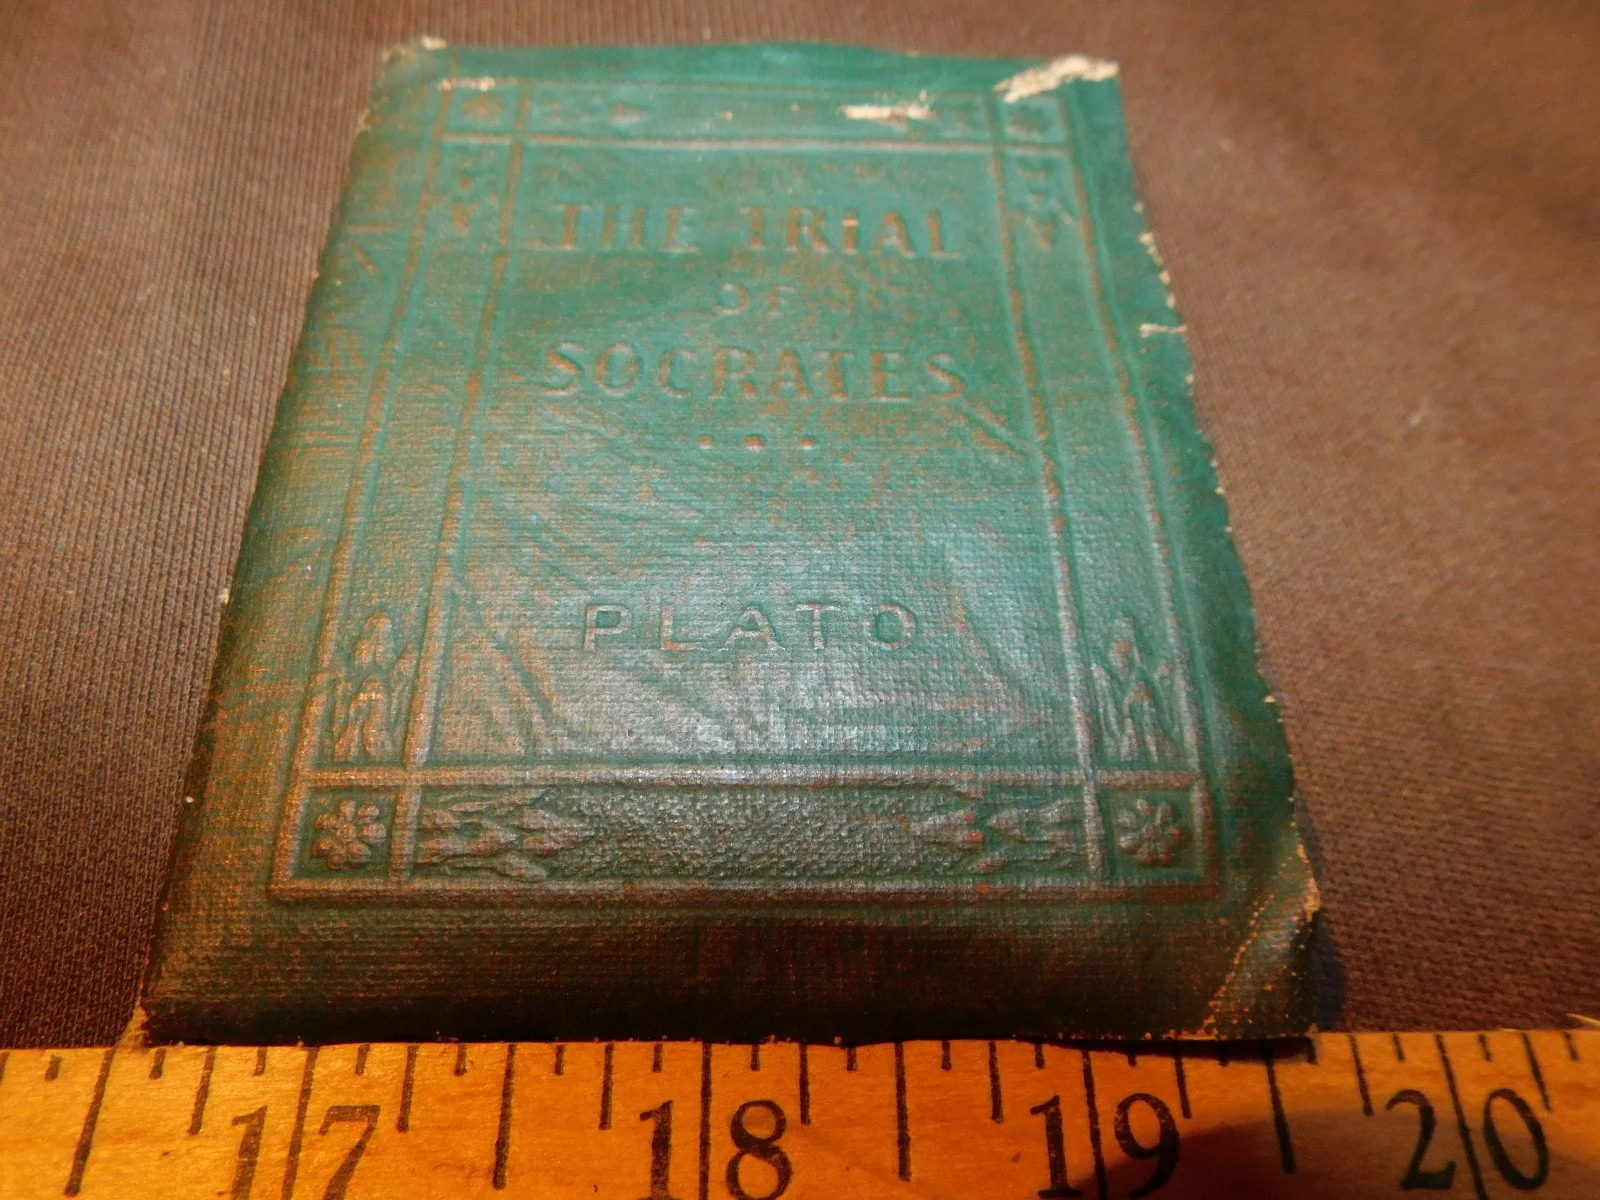 THE TRIAL
OF
SOCRATES
PLATO
17 18 19 20